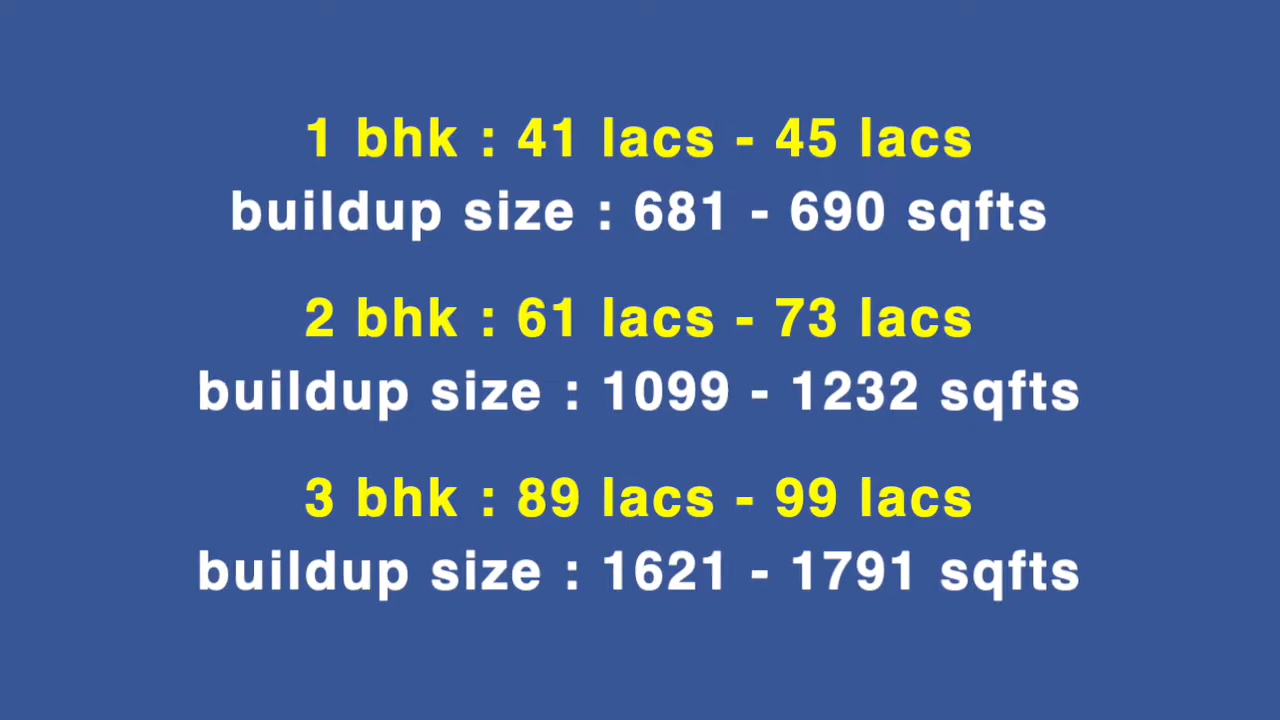 1 bhk : 41 lacs - 45 lacs
buildup size : 681 - 690 sqfts
2 bhk : 61 lacs - 73 lacs
buildup size : 1099 - 1232 sqfts
3 bhk : 89 lacs - 99 lacs
buildup size : 1621 - 1791 sqfts